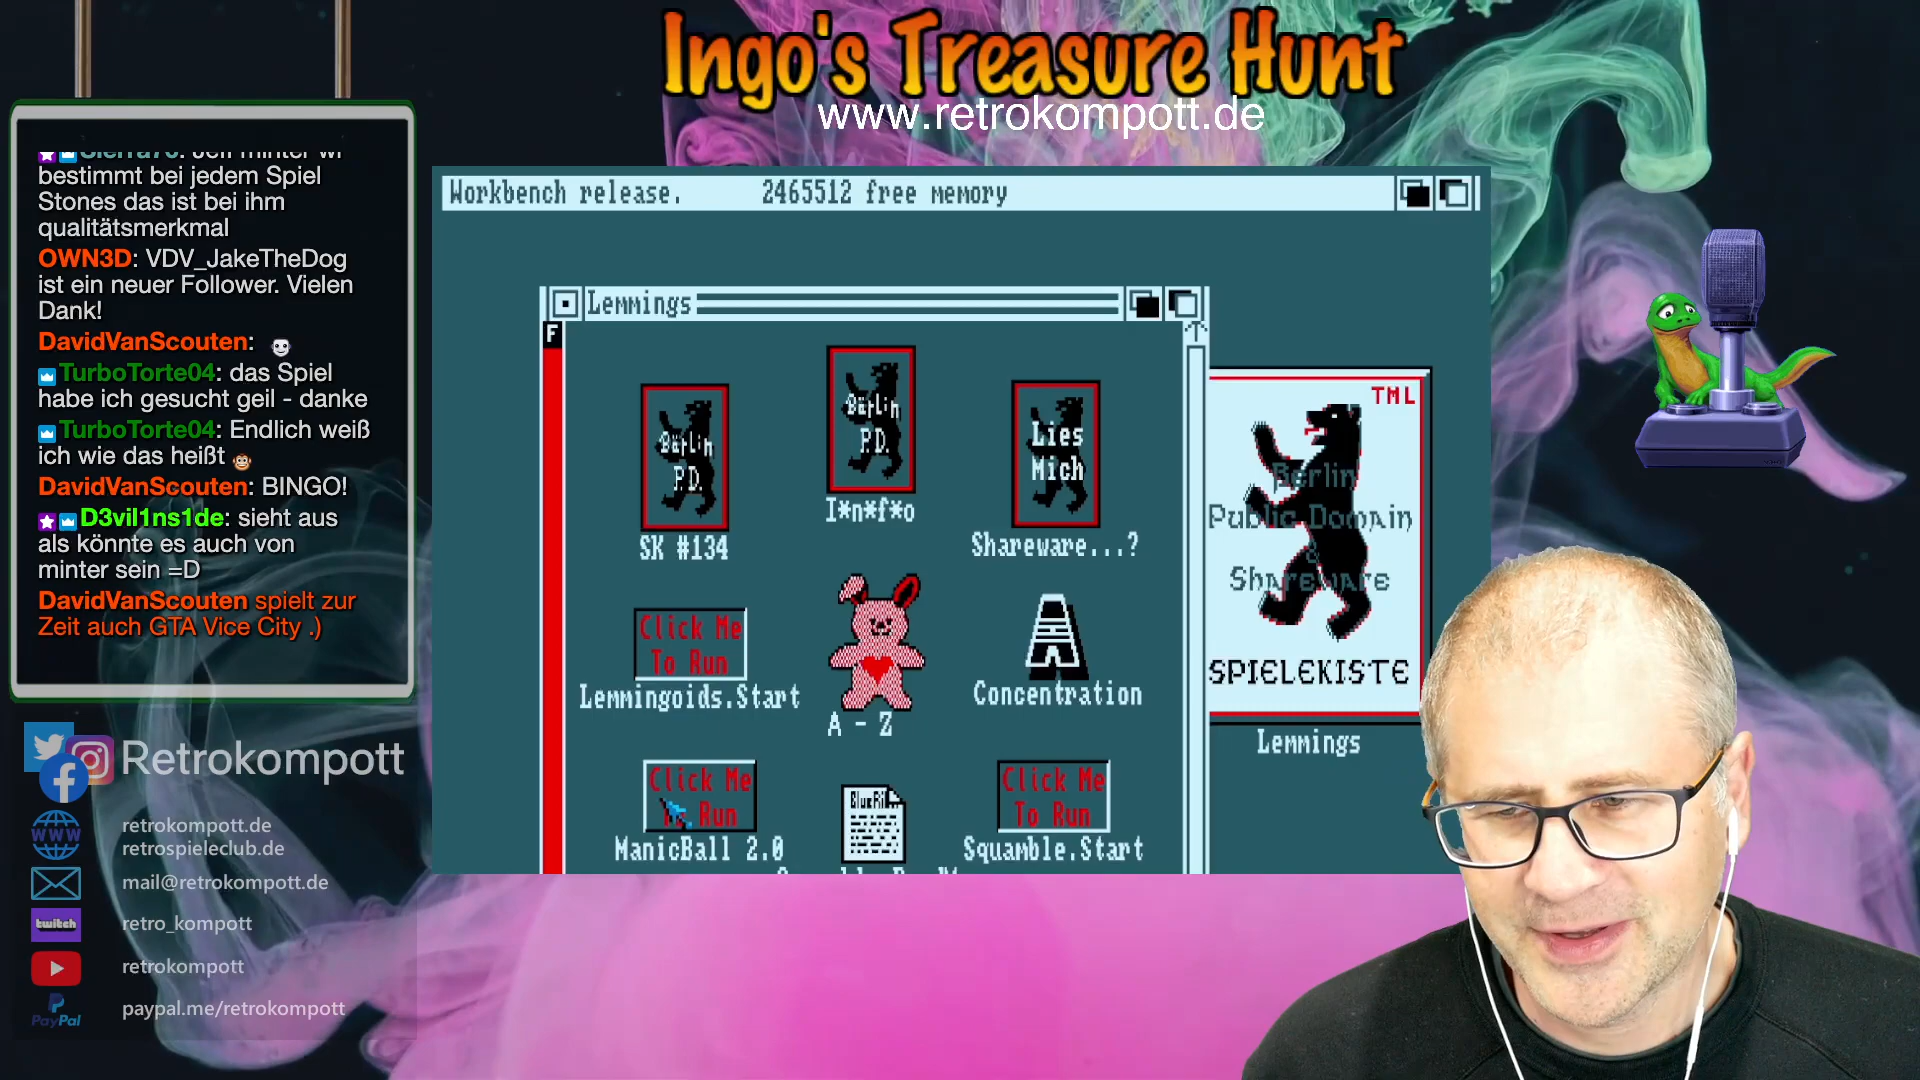 Ingo's Treasure Hunt
www.retrokompott.de
bestimmt bei jedem Spiel
Stones das ist bei ihm
qualitätsmerkmal
OWN3D: VDV_JakeTheDog
ist ein neuer Follower. Vielen
Dank!
DavidVanScouten:
TurboTorte04: das Spiel
habe ich gesucht geil - danke
TurboTorte04: Endlich weiß
ich wie das heißt
DavidVanScouten: BINGO!
D3vil1ns1de: sieht aus
als könnte es auch von
minter sein =D
DavidVanScouten spielt zur
Zeit auch GTA Vice City .)
Retrokompott
www
retrokompott.de
retrospieleclub.de
mail@retrokompott.de
twitch
retro_kompott
retrokompott
PayPal
paypal.me/retrokompott
Workbench release. 2465512 free memory
Lemmings
F
Berlin
P.D.
SK #134
Berlin
P.D.
I*n*f*o
Lies
Mich
Shareware...?
Click Me
To Run
Lemmingoids.Start
A - Z
Concentration
Click Me
To Run
ManicBall 2.0
Click Me
To Run
Squamble.Start
TML
Berlin
Public Domain
&
Shareware
SPIELEKISTE
Lemmings